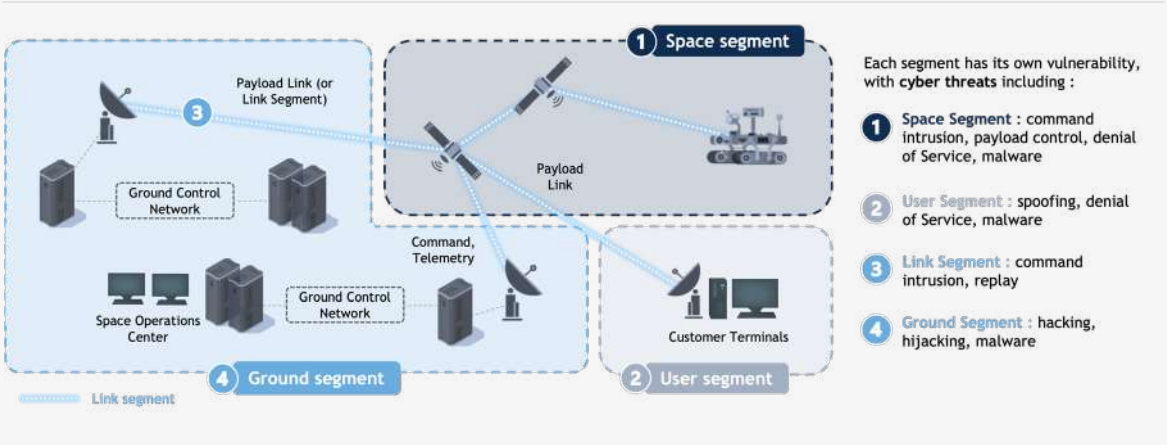 1 Space segment
Payload Link (or
Link Segment)
3
Payload
Link
Ground Control
Network
Command,
Telemetry
Ground Control
Network
Space Operations
Center
Customer Terminals
4 Ground segment
2 User segment
Link segment
Each segment has its own vulnerability,
with cyber threats including :
1 Space Segment : command
intrusion, payload control, denial
of Service, malware
2 User Segment : spoofing, denial
of Service, malware
3 Link Segment : command
intrusion, replay
4 Ground Segment : hacking,
hijacking, malware